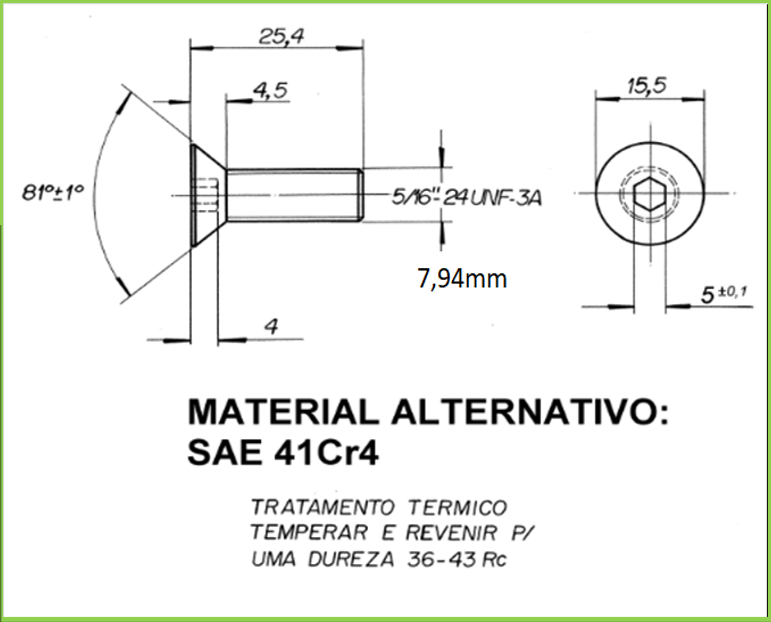 25,4
4,5
15,5
81°±1°
5/16"-24 UNF-3A
7,94mm
5 ±0,1
4
MATERIAL ALTERNATIVO:
SAE 41Cr4
TRATAMENTO TERMICO
TEMPERAR E REVENIR P/
UMA DUREZA 36-43 Rc